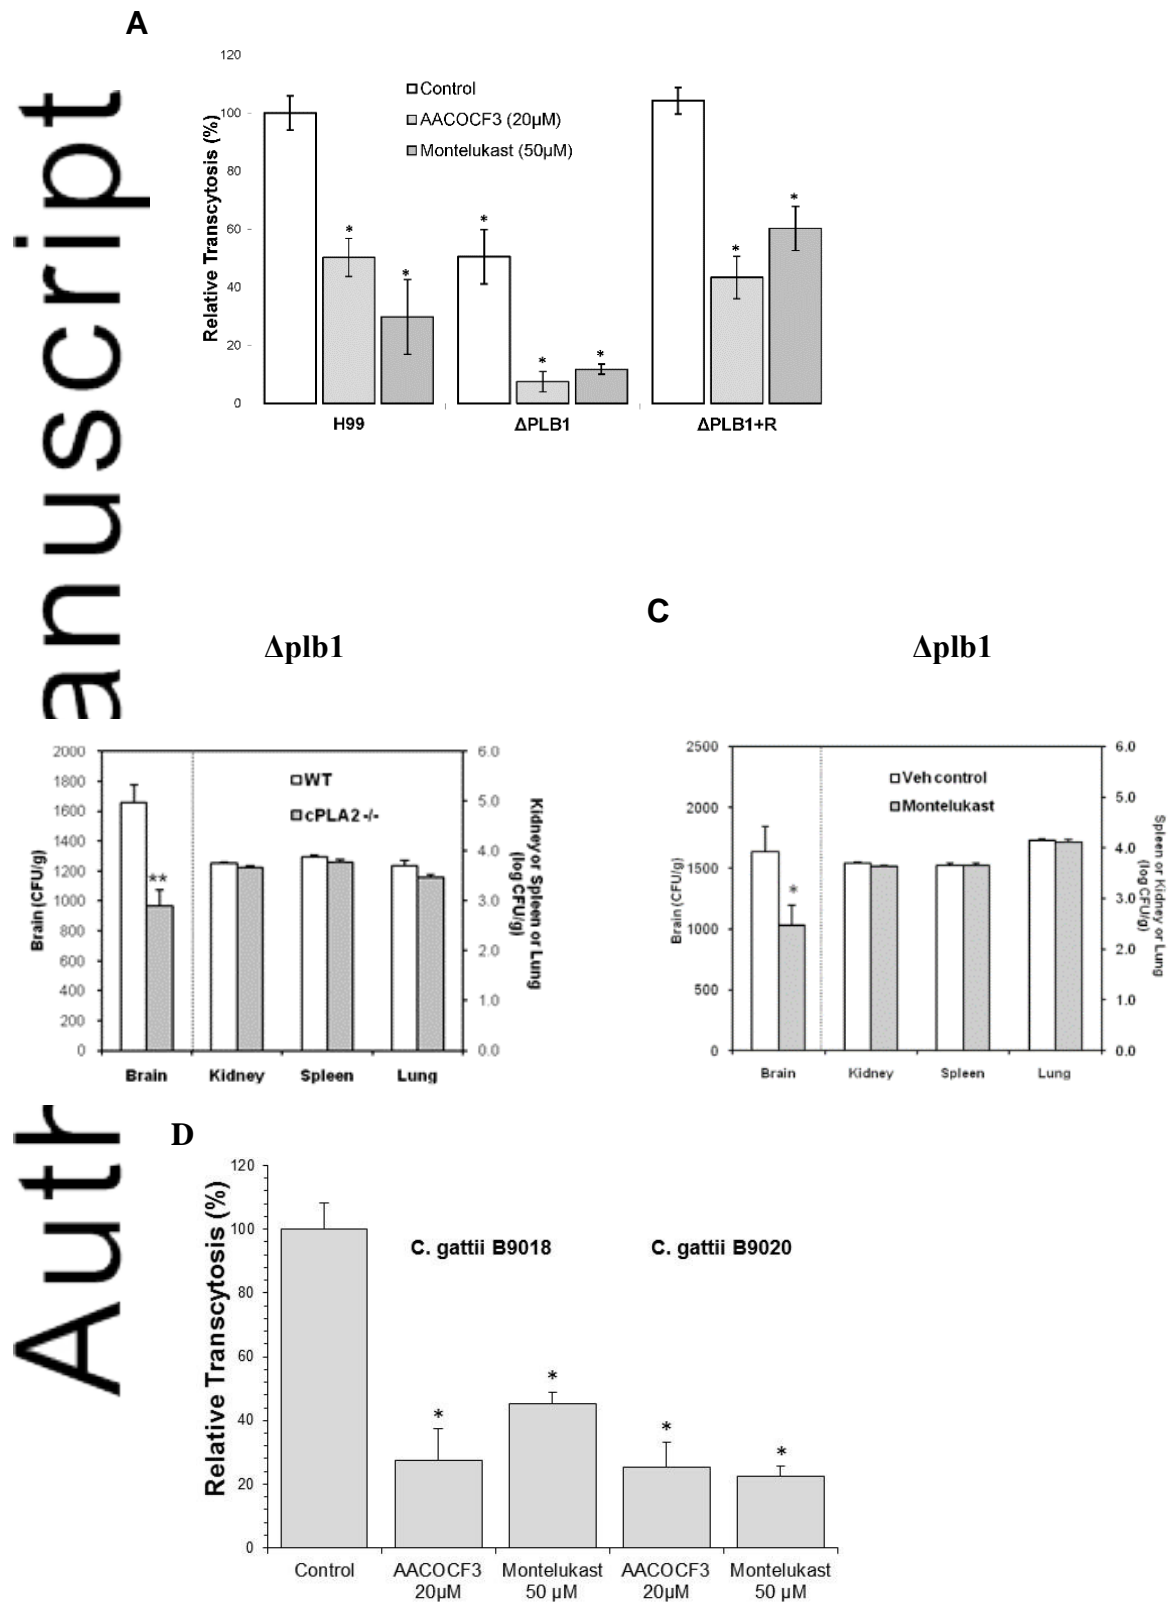 A
120
100
80
60
40
20
0
Relative Transcytosis (%)
Control
AACOCF3 (20µM)
Montelukast (50µM)
*
*
*
*
*
*
*
*
H99
ΔPLB1
ΔPLB1+R
anuscript
Δplb1
2000
1800
1600
1400
1200
1000
800
600
400
200
0
Brain (CFU/g)
WT
cPLA2 -/-
**
6.0
5.0
4.0
3.0
2.0
1.0
0.0
Kidney or Spleen or Lung
(log CFU/g)
Brain
Kidney
Spleen
Lung
C
Δplb1
2500
2000
1500
1000
500
0
Brain (CFU/g)
Veh control
Montelukast
*
6.0
5.0
4.0
3.0
2.0
1.0
0.0
Spleen or Kidney or Lung
(log CFU/g)
Brain
Kidney
Spleen
Lung
Auth
D
120
100
80
60
40
20
0
Relative Transcytosis (%)
C. gattii B9018
C. gattii B9020
*
*
*
*
Control
AACOCF3
20µM
Montelukast
50 µM
AACOCF3
20µM
Montelukast
50 µM